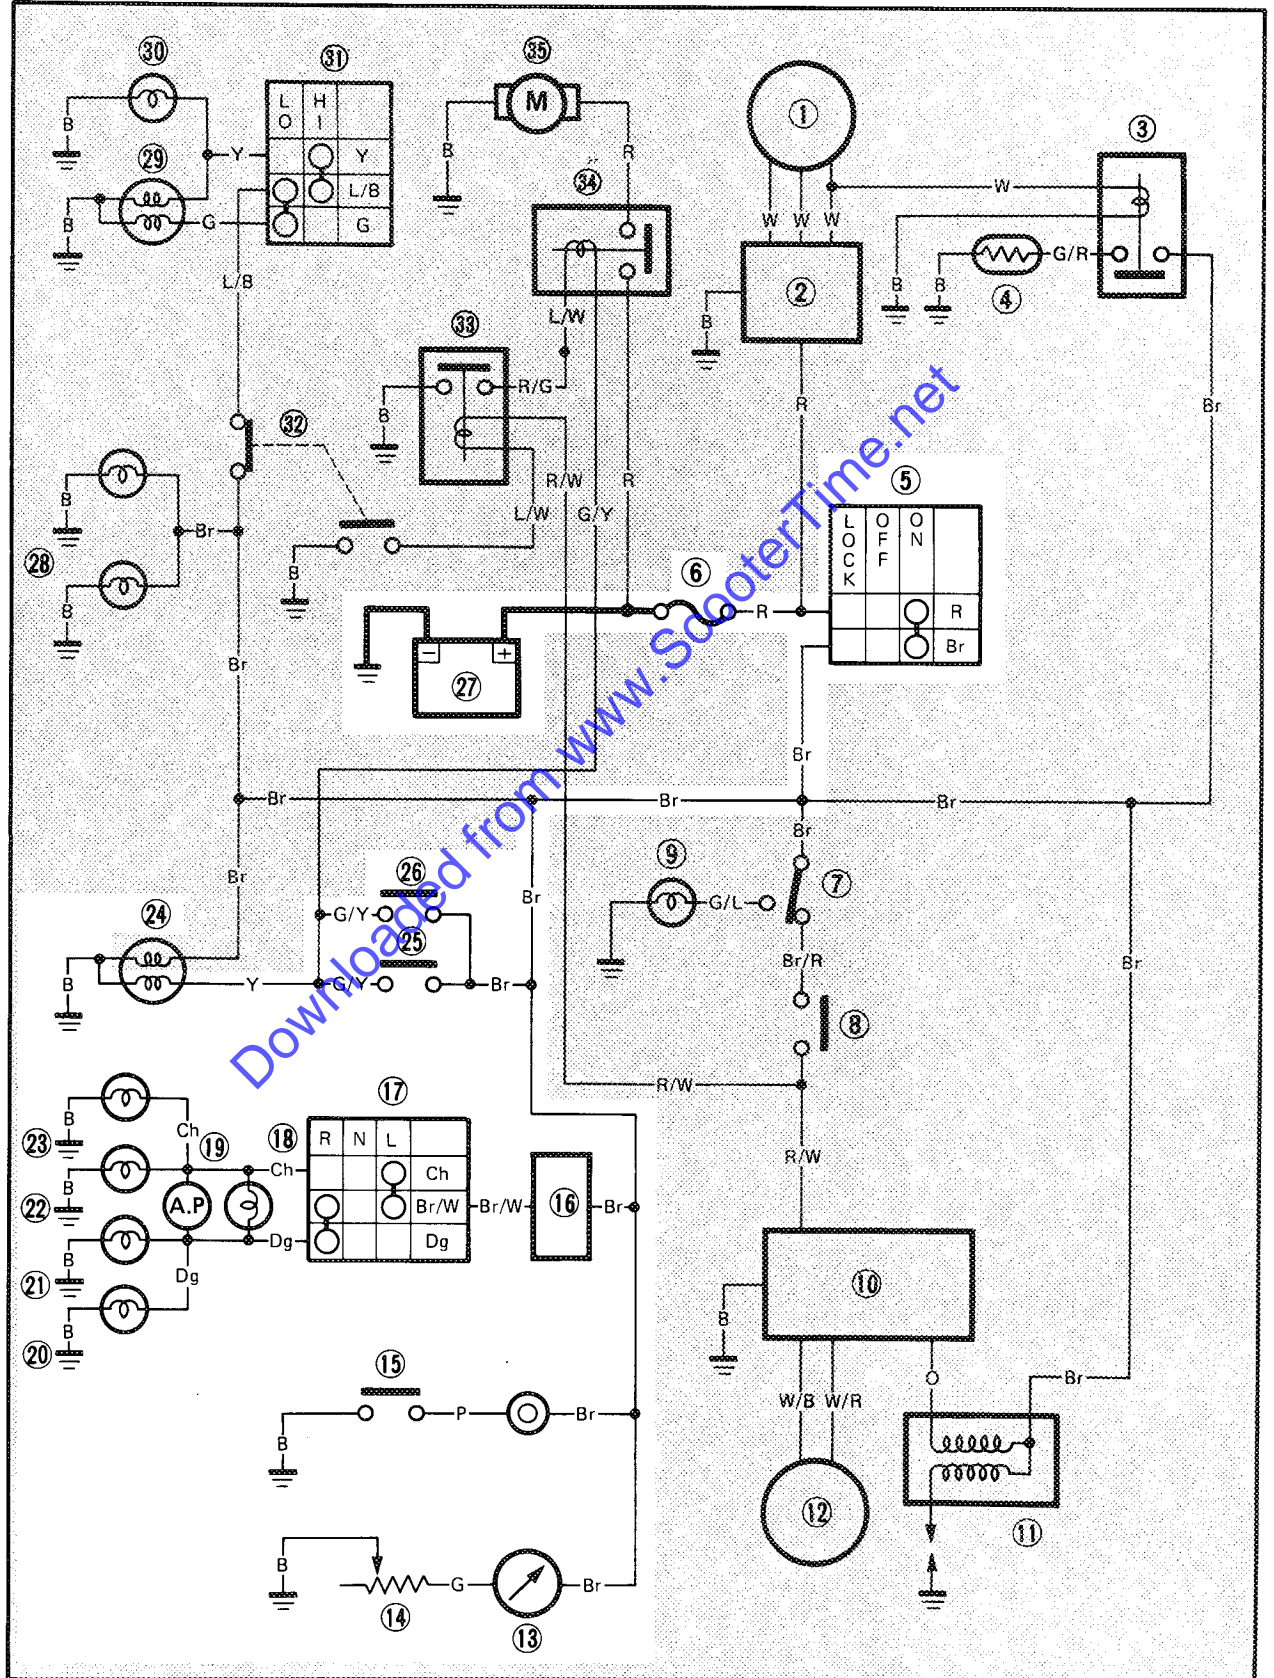 30
31
35
1
3
L O
H I
M
B
Y
Y
29
L/B
G
G
B
L/B
B
R
34
W
W
W
W
2
B
B
B
G/R
4
L/W
33
R/G
B
R
Br
32
R/W
L/W
G/Y
R
5
LOCK
OFF
ON
B
Br
28
B
B
6
R
R
Br
−
+
27
Br
Br
Br
Br
Br
Br
9
G/L
7
Br
26
G/Y
25
G/Y
Br
Br
24
Y
B
Br/R
8
Br
R/W
R/W
17
23
B
Ch
19
18
R
N
L
Ch
Ch
22
B
A.P
Br/W
Br/W
16
Br
Dg
Dg
21
B
Dg
20
B
10
B
15
P
Br
B
O
Br
W/B
W/R
12
11
B
G
Br
14
13
Downloaded from www.ScooterTime.net